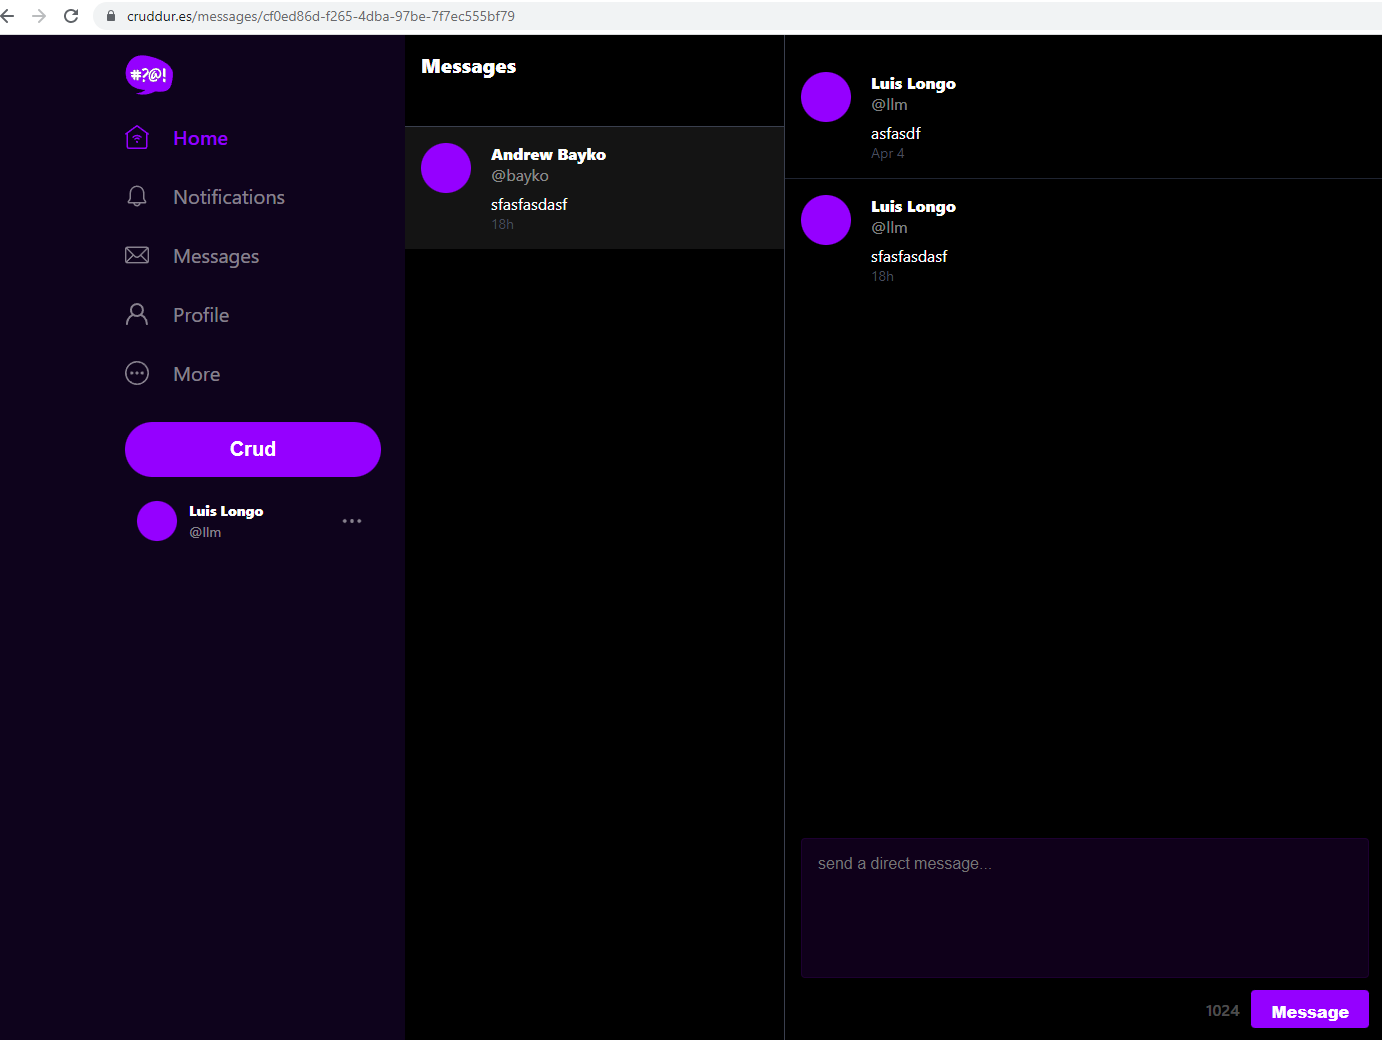 cruddur.es/messages/cf0ed86d-f265-4dba-97be-7f7ec555bf79
#?@!
Home
Notifications
Messages
Profile
More
Crud
Luis Longo
@llm
Messages
Andrew Bayko
@bayko
sfasfasdasf
18h
Luis Longo
@llm
asfasdf
Apr 4
Luis Longo
@llm
sfasfasdasf
18h
send a direct message...
1024
Message